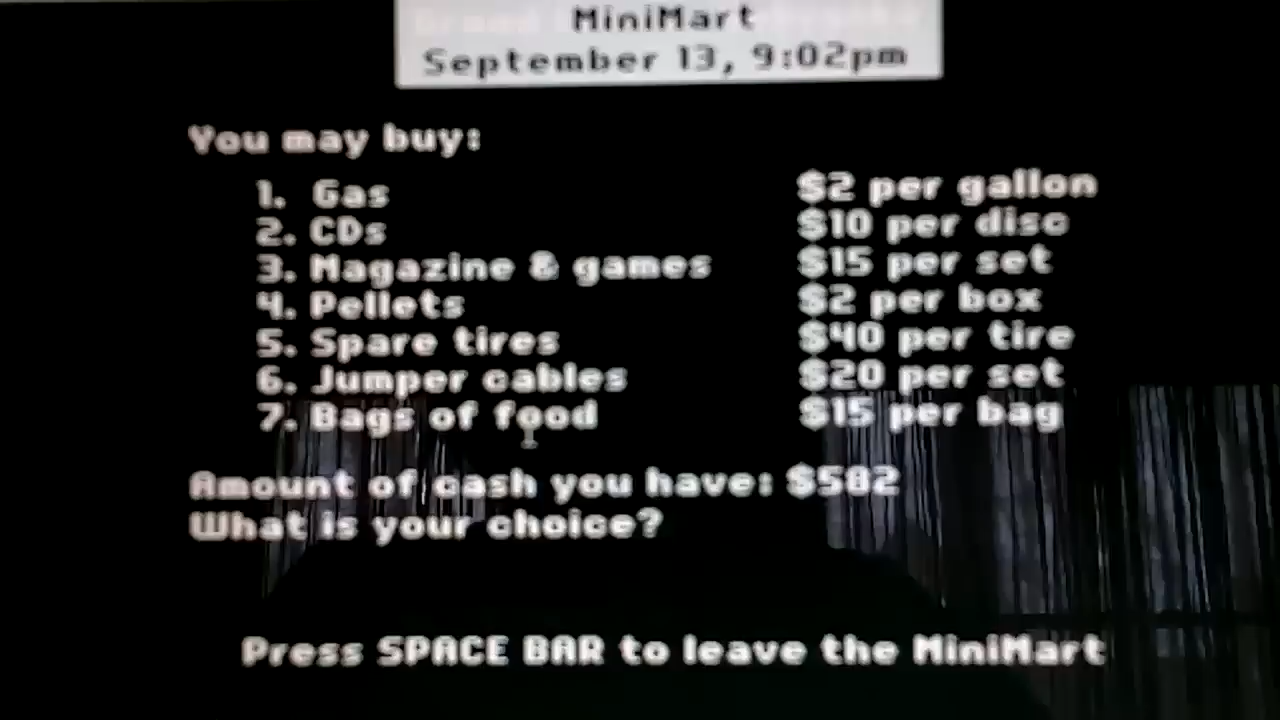 MiniMart
September 13, 9:02pm
You may buy:
1. Gas $2 per gallon
2. CDs $10 per disc
3. Magazine & games $15 per set
4. Pellets $2 per box
5. Spare tires $40 per tire
6. Jumper cables $20 per set
7. Bags of food $15 per bag
Amount of cash you have: $582
What is your choice?
Press SPACE BAR to leave the MiniMart